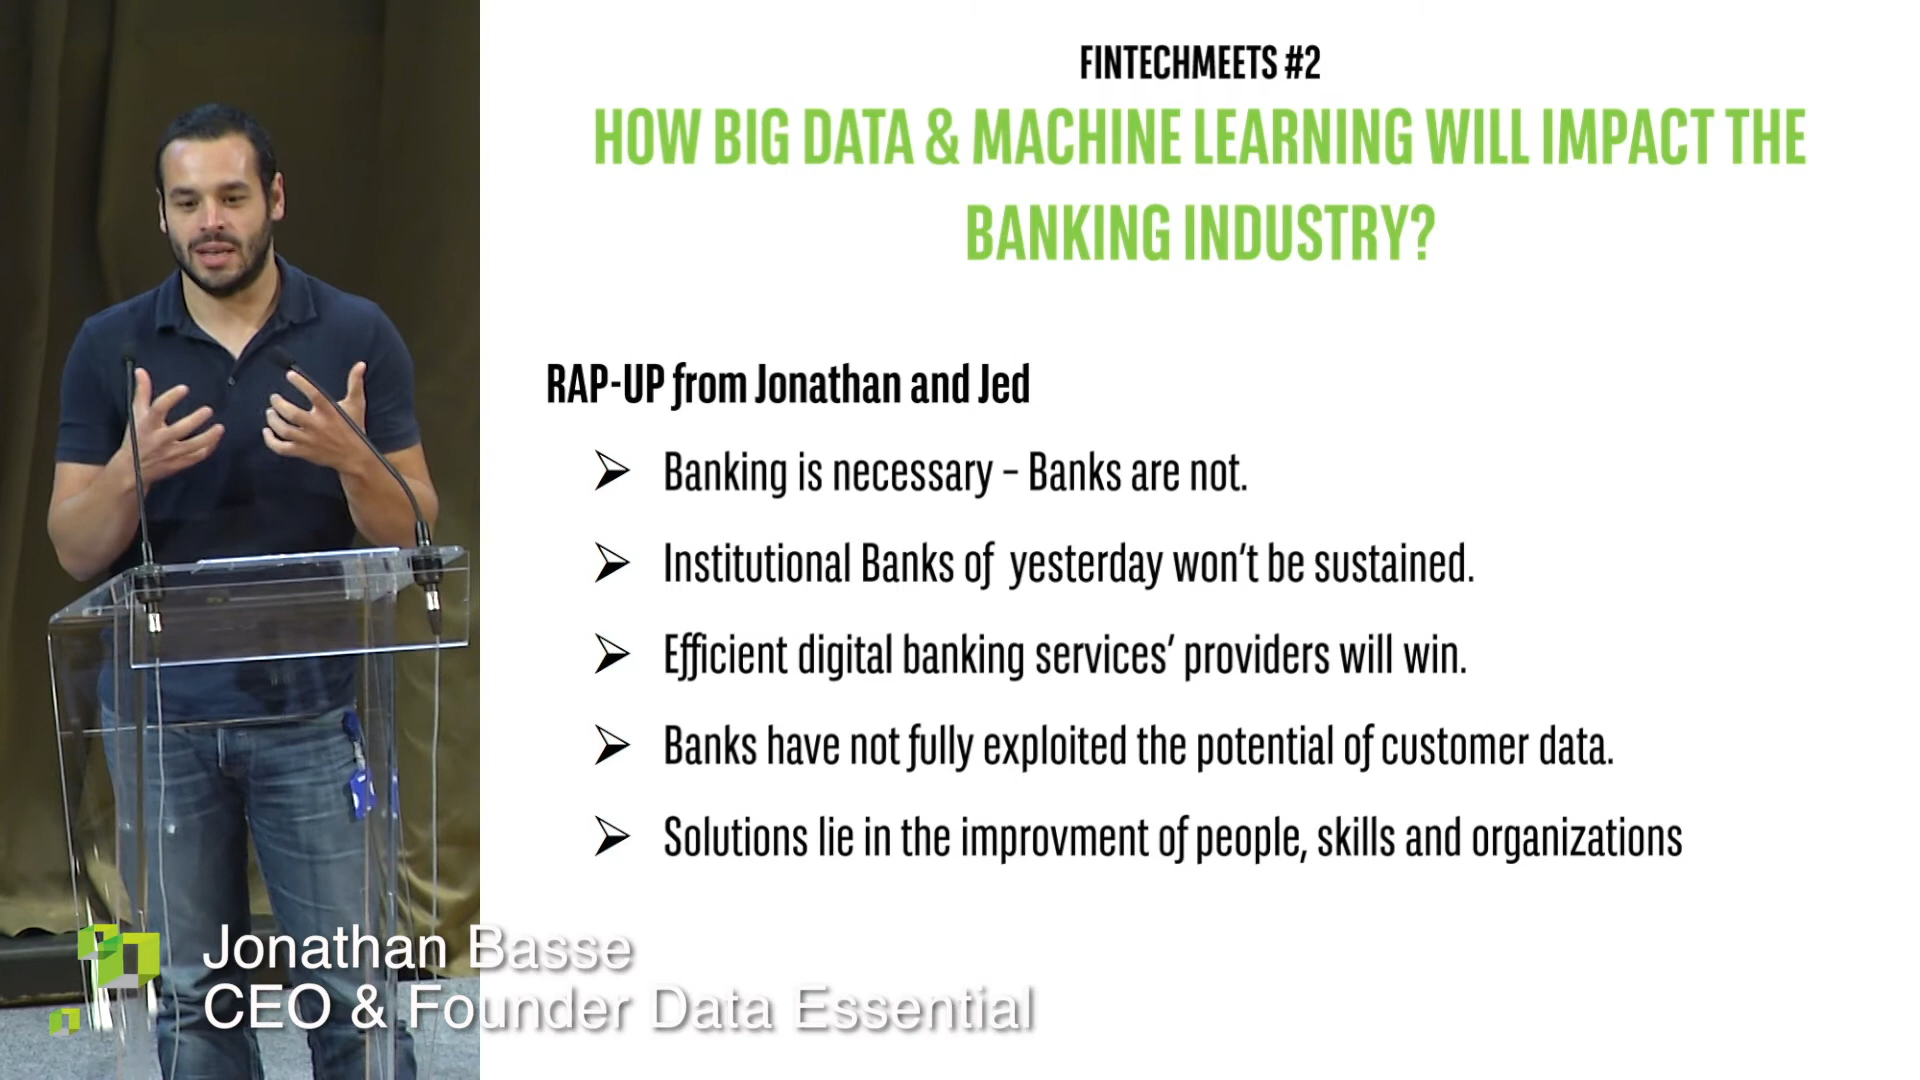 FINTECHMEETS #2
HOW BIG DATA & MACHINE LEARNING WILL IMPACT THE
BANKING INDUSTRY?
RAP-UP from Jonathan and Jed
Banking is necessary – Banks are not.
Institutional Banks of yesterday won't be sustained.
Efficient digital banking services' providers will win.
Banks have not fully exploited the potential of customer data.
Solutions lie in the improvment of people, skills and organizations
Jonathan Basse
CEO & Founder Data Essential